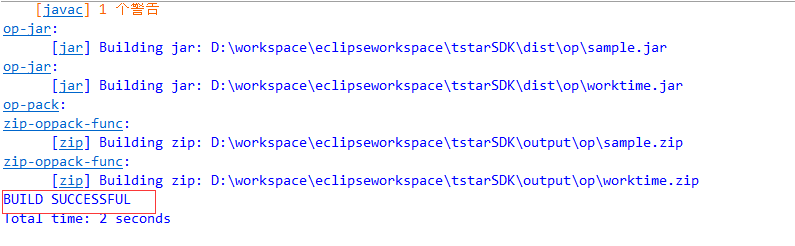 [javac] 1 个警告
op-jar:
[jar] Building jar: D:\workspace\eclipseworkspace\tstarSDK\dist\op\sample.jar
op-jar:
[jar] Building jar: D:\workspace\eclipseworkspace\tstarSDK\dist\op\worktime.jar
op-pack:
zip-oppack-func:
[zip] Building zip: D:\workspace\eclipseworkspace\tstarSDK\output\op\sample.zip
zip-oppack-func:
[zip] Building zip: D:\workspace\eclipseworkspace\tstarSDK\output\op\worktime.zip
BUILD SUCCESSFUL
Total time: 2 seconds